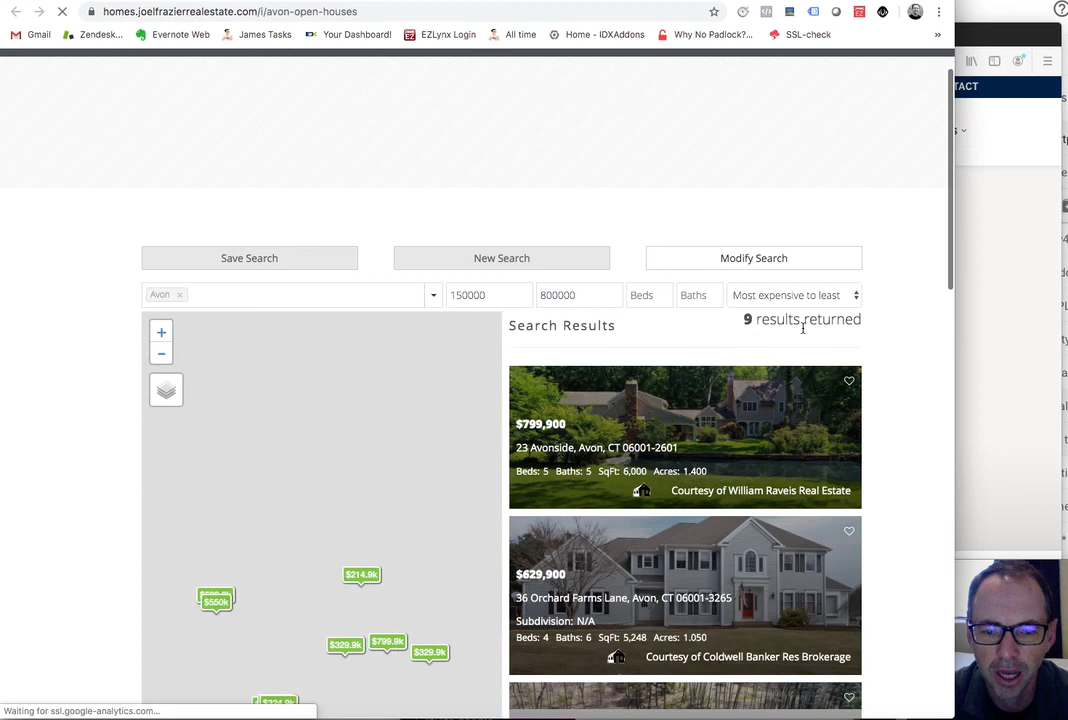 homes.joelfrazierrealestate.com/i/avon-open-houses
Gmail Zendesk... Evernote Web James Tasks Your Dashboard! EZ EZLynx Login All time Home - IDXAddons Why No Padlock?... SSL-check »
TACT
Save Search New Search Modify Search
Avon × 150000 800000 Beds Baths Most expensive to least
9 results returned
Search Results
+
−
$799,900
23 Avonside, Avon, CT 06001-2601
Beds: 5 Baths: 5 SqFt: 6,000 Acres: 1.400
Courtesy of William Raveis Real Estate
$629,900
36 Orchard Farms Lane, Avon, CT 06001-3265
Subdivision: N/A
Beds: 4 Baths: 6 SqFt: 5,248 Acres: 1.050
Courtesy of Coldwell Banker Res Brokerage
$214.9k
$550k
$329.9k $799.9k $329.9k
Waiting for ssl.google-analytics.com...